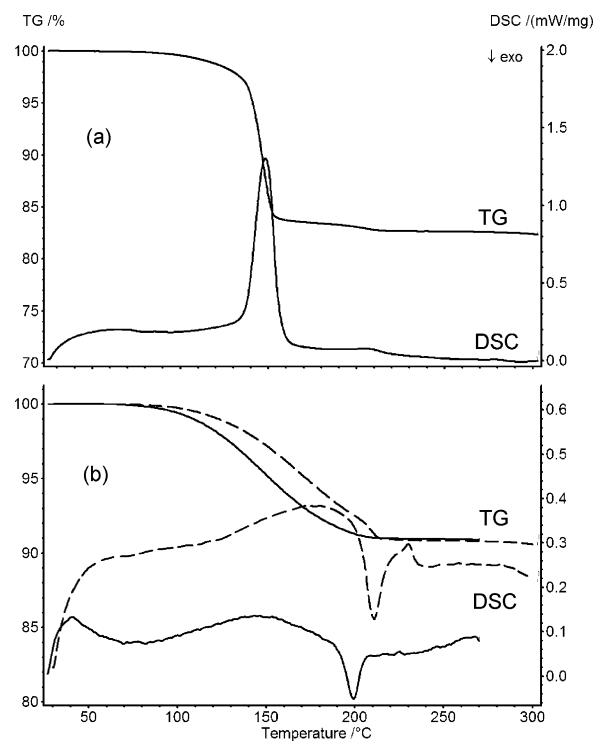 TG /% DSC /(mW/mg)
100 2.0
↓ exo
95
(a) 1.5
90
TG 1.0
85
80
0.5
75
DSC
70 0.0
100 0.6
0.5
(b)
95
0.4
TG
90 0.3
DSC 0.2
85 0.1
0.0
80
50 100 150 200 250 300
Temperature /°C